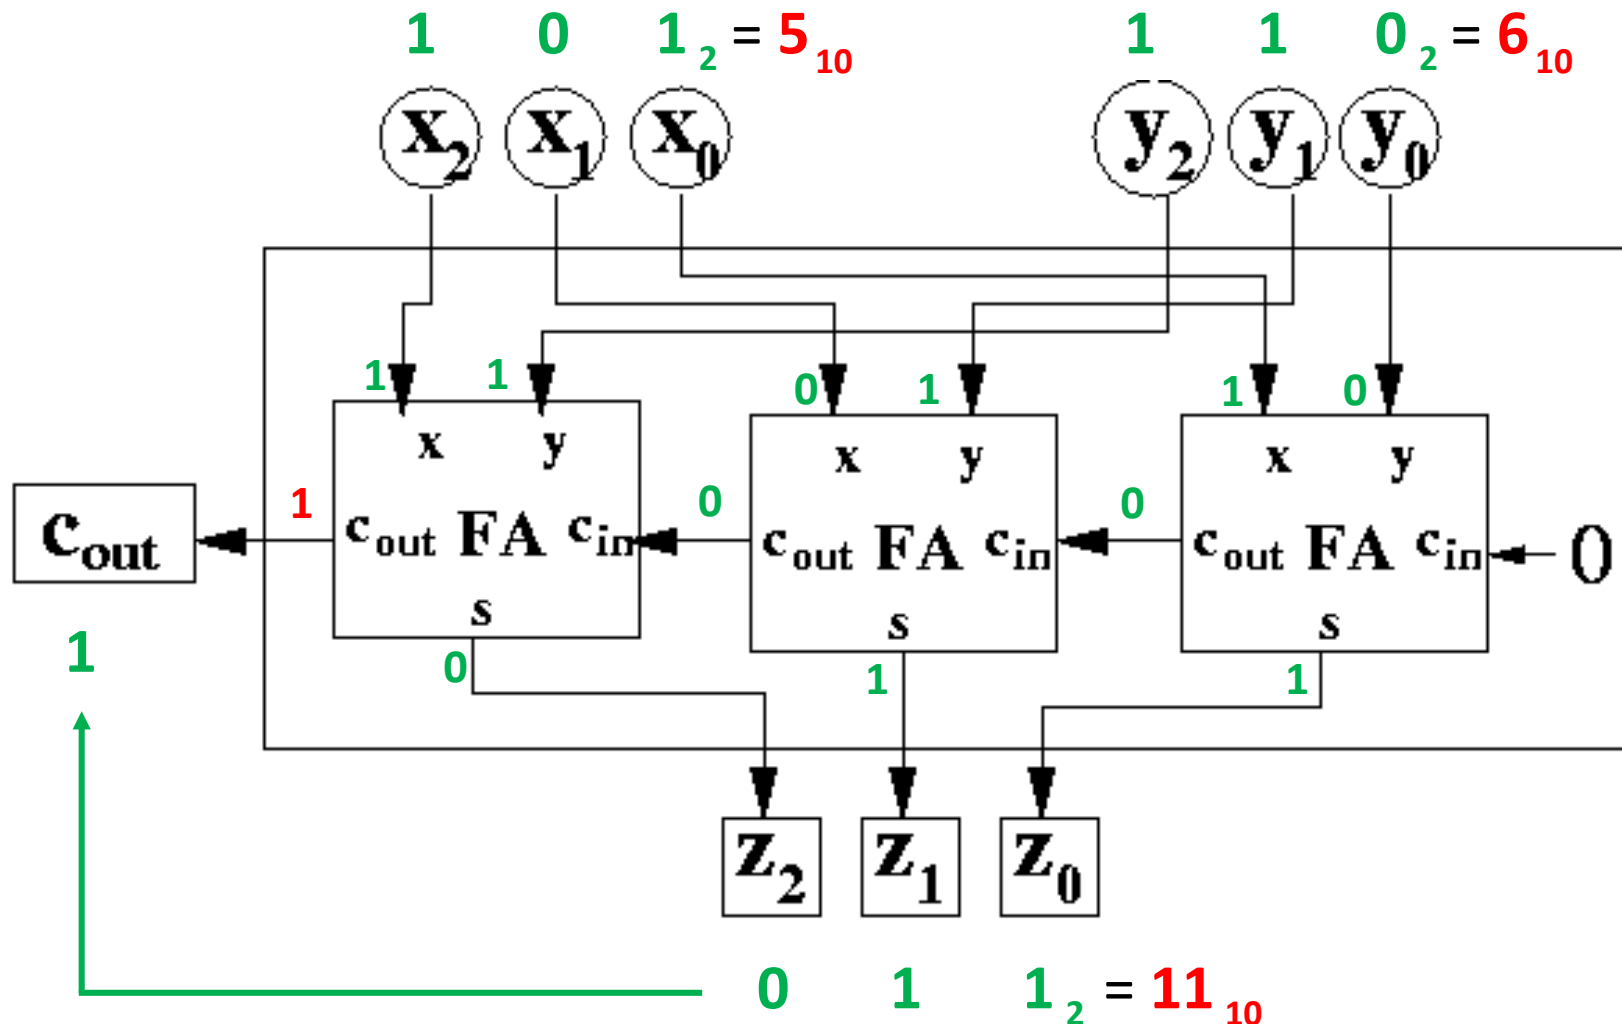 1 0 1 2 = 5 10 1 1 0 2 = 6 10
x2 x1 x0 y2 y1 y0
1 1 0 1 1 0
x y x y x y
1 0 0
cout cout FA cin cout FA cin cout FA cin 0
s s s
1 0 1 1
z2 z1 z0
0 1 1 2 = 11 10